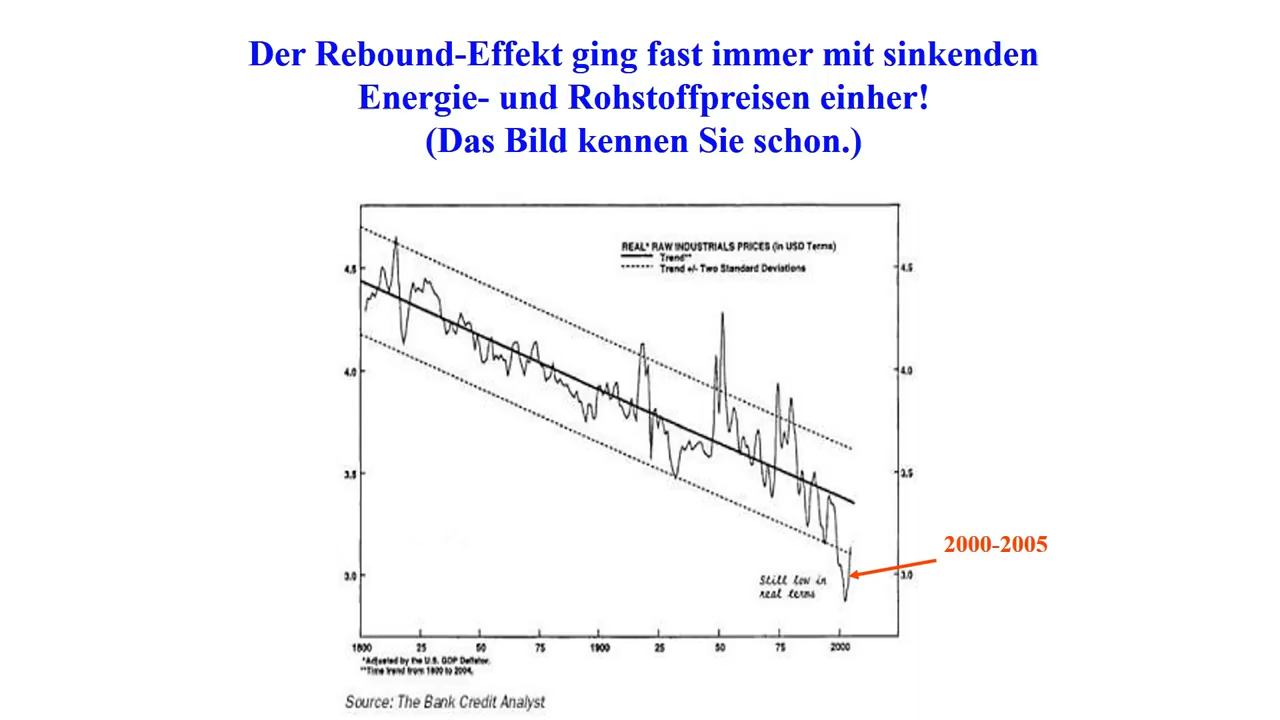 Der Rebound-Effekt ging fast immer mit sinkenden
Energie- und Rohstoffpreisen einher!
(Das Bild kennen Sie schon.)
REAL* RAW INDUSTRIALS PRICES (In USD Terms)
Trend**
Trend +/- Two Standard Deviations
4.5 4.5
4.0 4.0
3.5 3.5
2000-2005
3.0 3.0
Still low in
real terms
1800 25 50 75 1900 25 50 75 2000
*Adjusted by the U.S. GDP Deflator.
**Time trend from 1800 to 2004.
Source: The Bank Credit Analyst